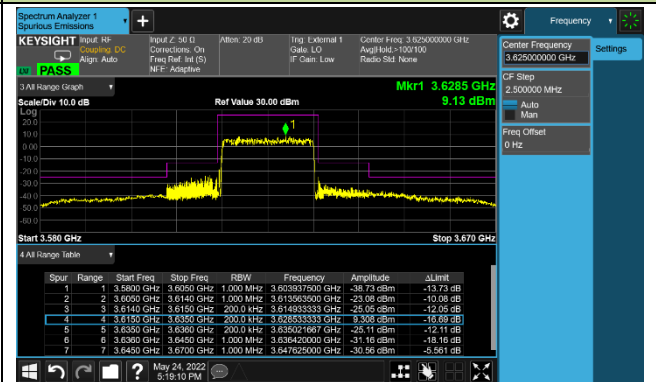 Spectrum Analyzer 1
Spurious Emissions
Frequency
KEYSIGHT Input: RF
Coupling: DC
Align: Auto
Input Z: 50 Ω
Corrections: On
Freq Ref: Int (S)
NFE: Adaptive
Atten: 20 dB
Trig: External 1
Gate: LO
IF Gain: Low
Center Freq: 3.625000000 GHz
Avg|Hold:>100/100
Radio Std: None
PASS
Center Frequency
3.625000000 GHz
Settings
CF Step
2.500000 MHz
Auto
Man
Freq Offset
0 Hz
3 All Range Graph
Mkr1 3.6285 GHz
Scale/Div 10.0 dB
Ref Value 30.00 dBm
9.13 dBm
Log
20.0
10.0
0.00
-10.0
-20.0
-30.0
-40.0
-50.0
-60.0
1
Start 3.580 GHz
Stop 3.670 GHz
4 All Range Table
Spur Range Start Freq Stop Freq RBW Frequency Amplitude ΔLimit
1 1 3.5800 GHz 3.6050 GHz 1.000 MHz 3.603937500 GHz -38.73 dBm -13.73 dB
2 2 3.6050 GHz 3.6140 GHz 1.000 MHz 3.613563500 GHz -23.08 dBm -10.08 dB
3 3 3.6140 GHz 3.6150 GHz 200.0 kHz 3.614933333 GHz -25.05 dBm -12.05 dB
4 4 3.6150 GHz 3.6350 GHz 200.0 kHz 3.628533333 GHz 9.308 dBm -16.69 dB
5 5 3.6350 GHz 3.6360 GHz 200.0 kHz 3.635021667 GHz -25.11 dBm -12.11 dB
6 6 3.6360 GHz 3.6450 GHz 1.000 MHz 3.636420000 GHz -31.16 dBm -18.16 dB
7 7 3.6450 GHz 3.6700 GHz 1.000 MHz 3.647625000 GHz -30.56 dBm -5.561 dB
May 24, 2022
5:19:10 PM